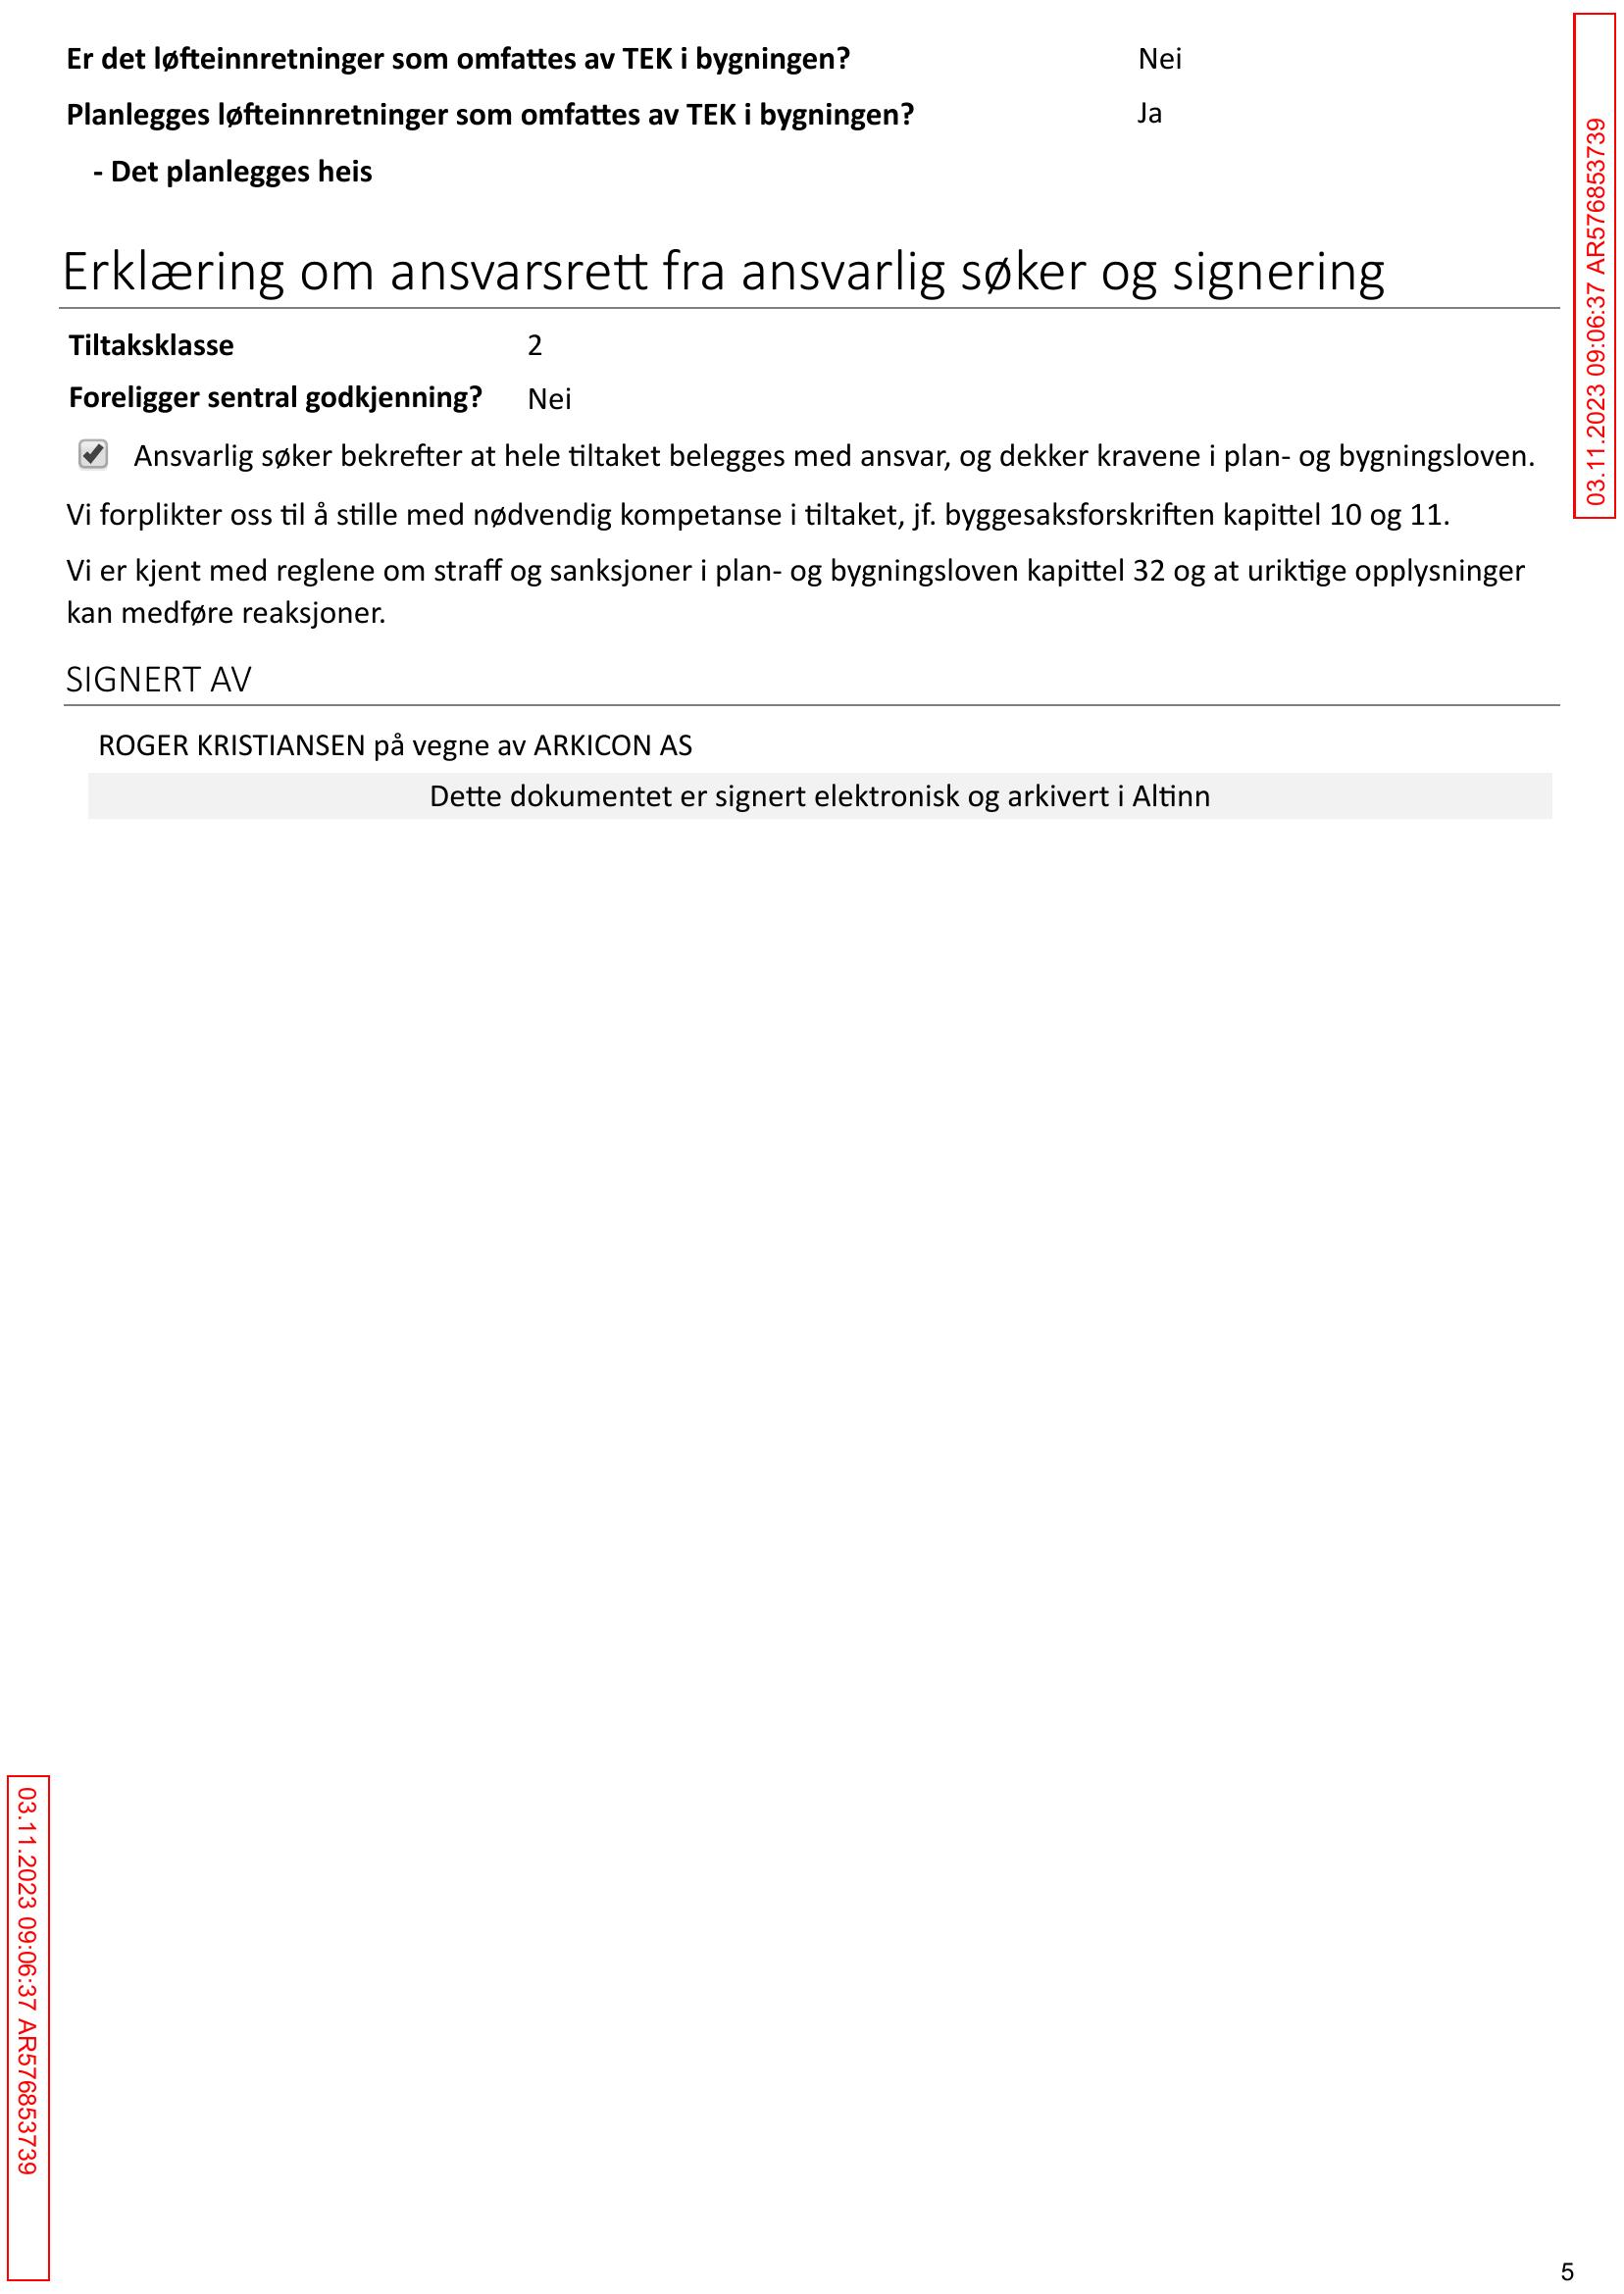 Er det løfteinnretninger som omfattes av TEK i bygningen? Nei
Planlegges løfteinnretninger som omfattes av TEK i bygningen? Ja
- Det planlegges heis
Erklæring om ansvarsrett fra ansvarlig søker og signering
Tiltaksklasse 2
Foreligger sentral godkjenning? Nei
Ansvarlig søker bekrefter at hele tiltaket belegges med ansvar, og dekker kravene i plan- og bygningsloven.
Vi forplikter oss til å stille med nødvendig kompetanse i tiltaket, jf. byggesaksforskriften kapittel 10 og 11.
Vi er kjent med reglene om straff og sanksjoner i plan- og bygningsloven kapittel 32 og at uriktige opplysninger
kan medføre reaksjoner.
SIGNERT AV
ROGER KRISTIANSEN på vegne av ARKICON AS
Dette dokumentet er signert elektronisk og arkivert i Altinn
03.11.2023 09:06:37 AR576853739
03.11.2023 09:06:37 AR576853739
5